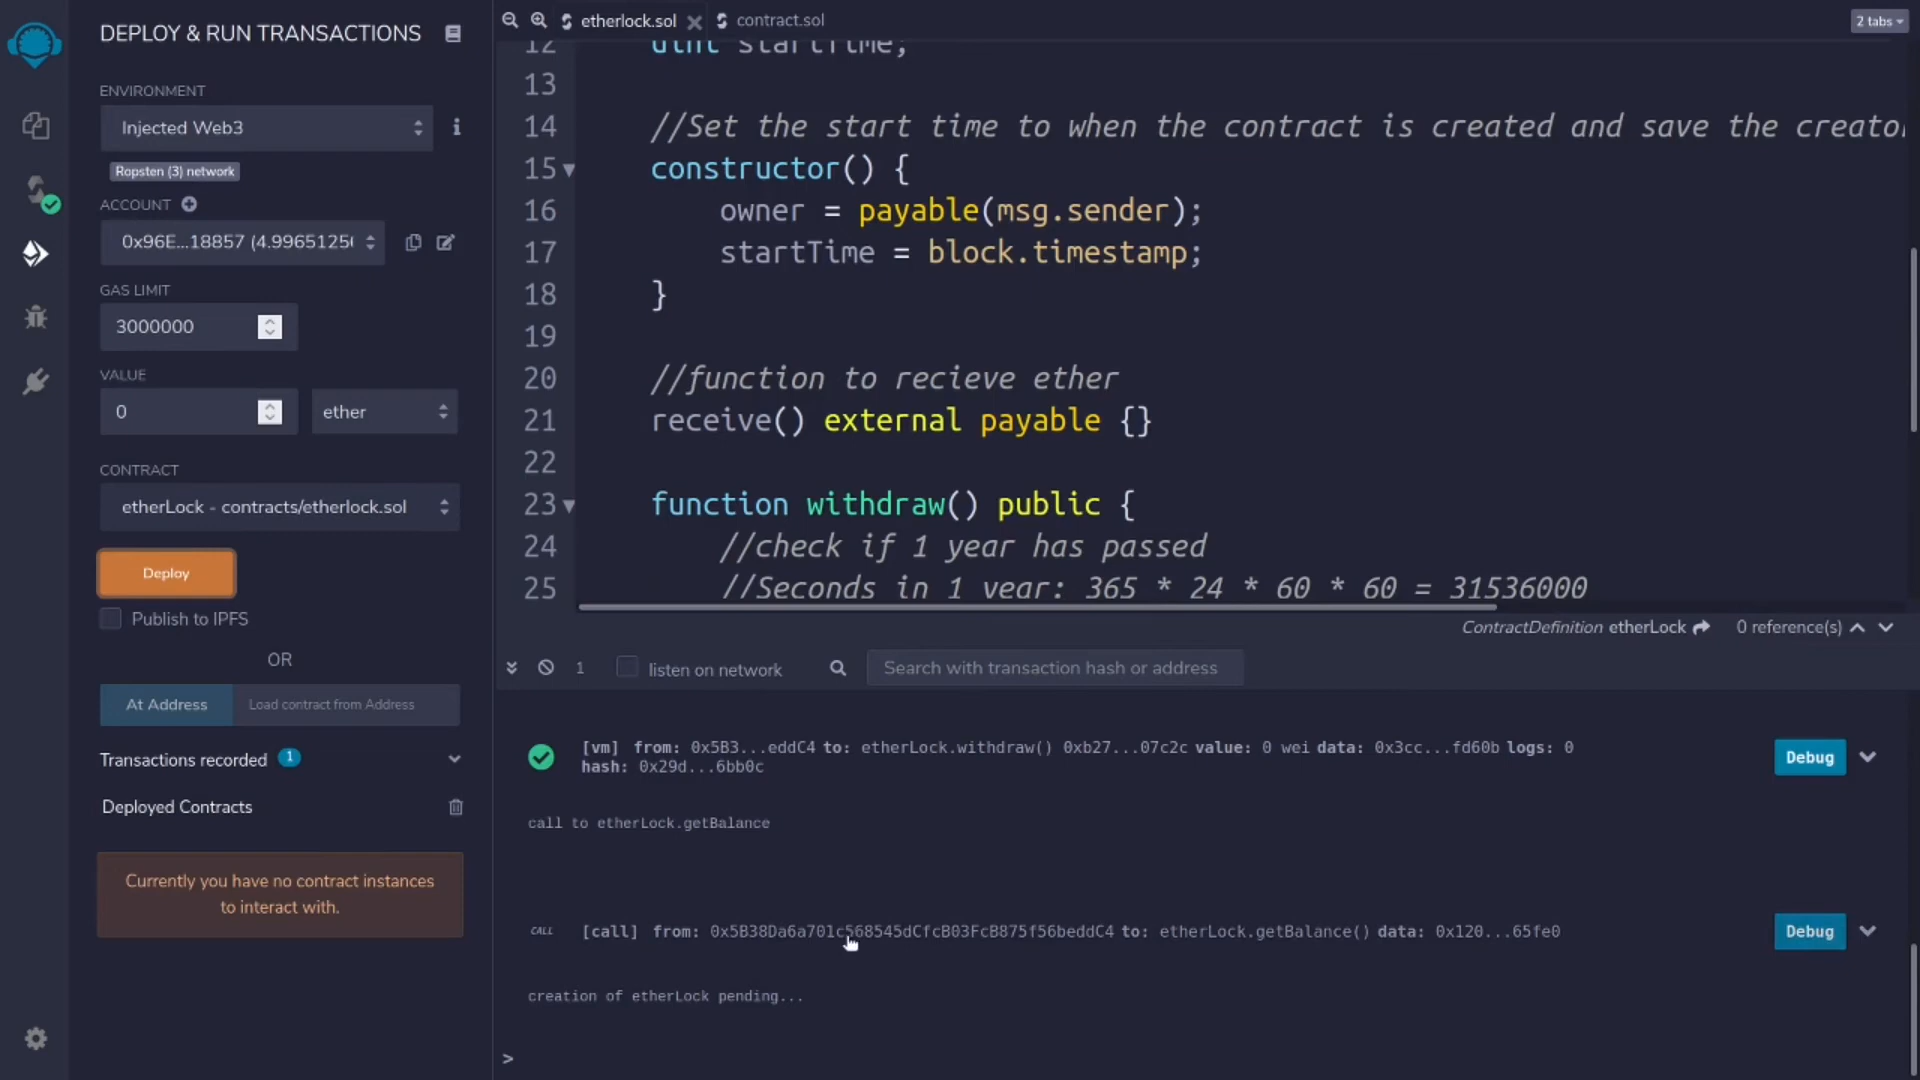 DEPLOY & RUN TRANSACTIONS
ENVIRONMENT
Injected Web3
Ropsten (3) network
ACCOUNT
0x96E...18857 (4.9965125(
GAS LIMIT
3000000
VALUE
0
ether
CONTRACT
etherLock - contracts/etherlock.sol
Deploy
Publish to IPFS
OR
At Address
Load contract from Address
Transactions recorded 1
Deployed Contracts
Currently you have no contract instances
to interact with.
etherlock.sol
contract.sol
2 tabs
12 uint startTime;
13
14 //Set the start time to when the contract is created and save the creator
15 constructor() {
16 owner = payable(msg.sender);
17 startTime = block.timestamp;
18 }
19
20 //function to recieve ether
21 receive() external payable {}
22
23 function withdraw() public {
24 //check if 1 year has passed
25 //Seconds in 1 year: 365 * 24 * 60 * 60 = 31536000
ContractDefinition etherLock 0 reference(s)
1
listen on network
Search with transaction hash or address
[vm] from: 0x5B3...eddC4 to: etherLock.withdraw() 0xb27...07c2c value: 0 wei data: 0x3cc...fd60b logs: 0
hash: 0x29d...6bb0c
Debug
call to etherLock.getBalance
CALL [call] from: 0x5B38Da6a701c568545dCfcB03FcB875f56beddC4 to: etherLock.getBalance() data: 0x120...65fe0
Debug
creation of etherLock pending...
>